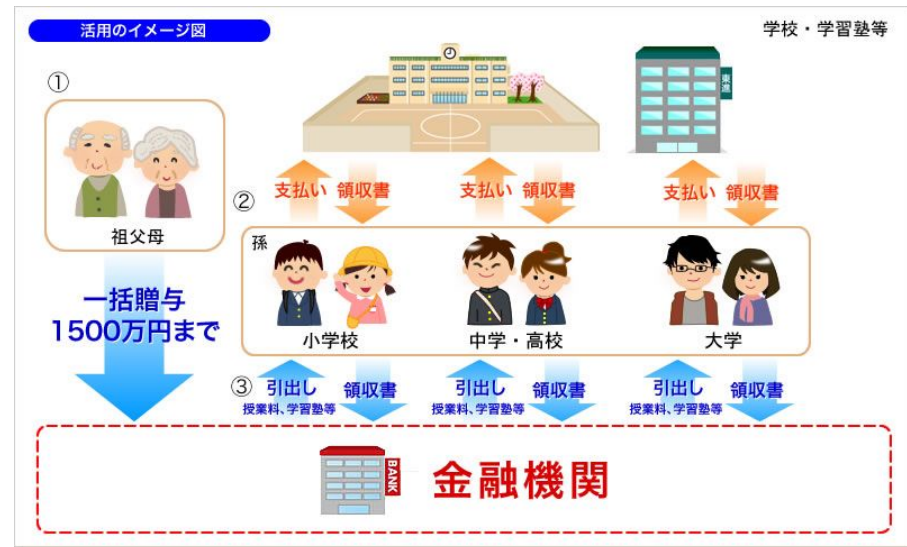 活用のイメージ図
学校・学習塾等
①
東進
祖父母
一括贈与
1500万円まで
②
支払い 領収書
支払い 領収書
支払い 領収書
孫
小学校
中学・高校
大学
③
引出し
授業料、学習塾等
領収書
引出し
授業料、学習塾等
領収書
引出し
授業料、学習塾等
領収書
BANK
金融機関